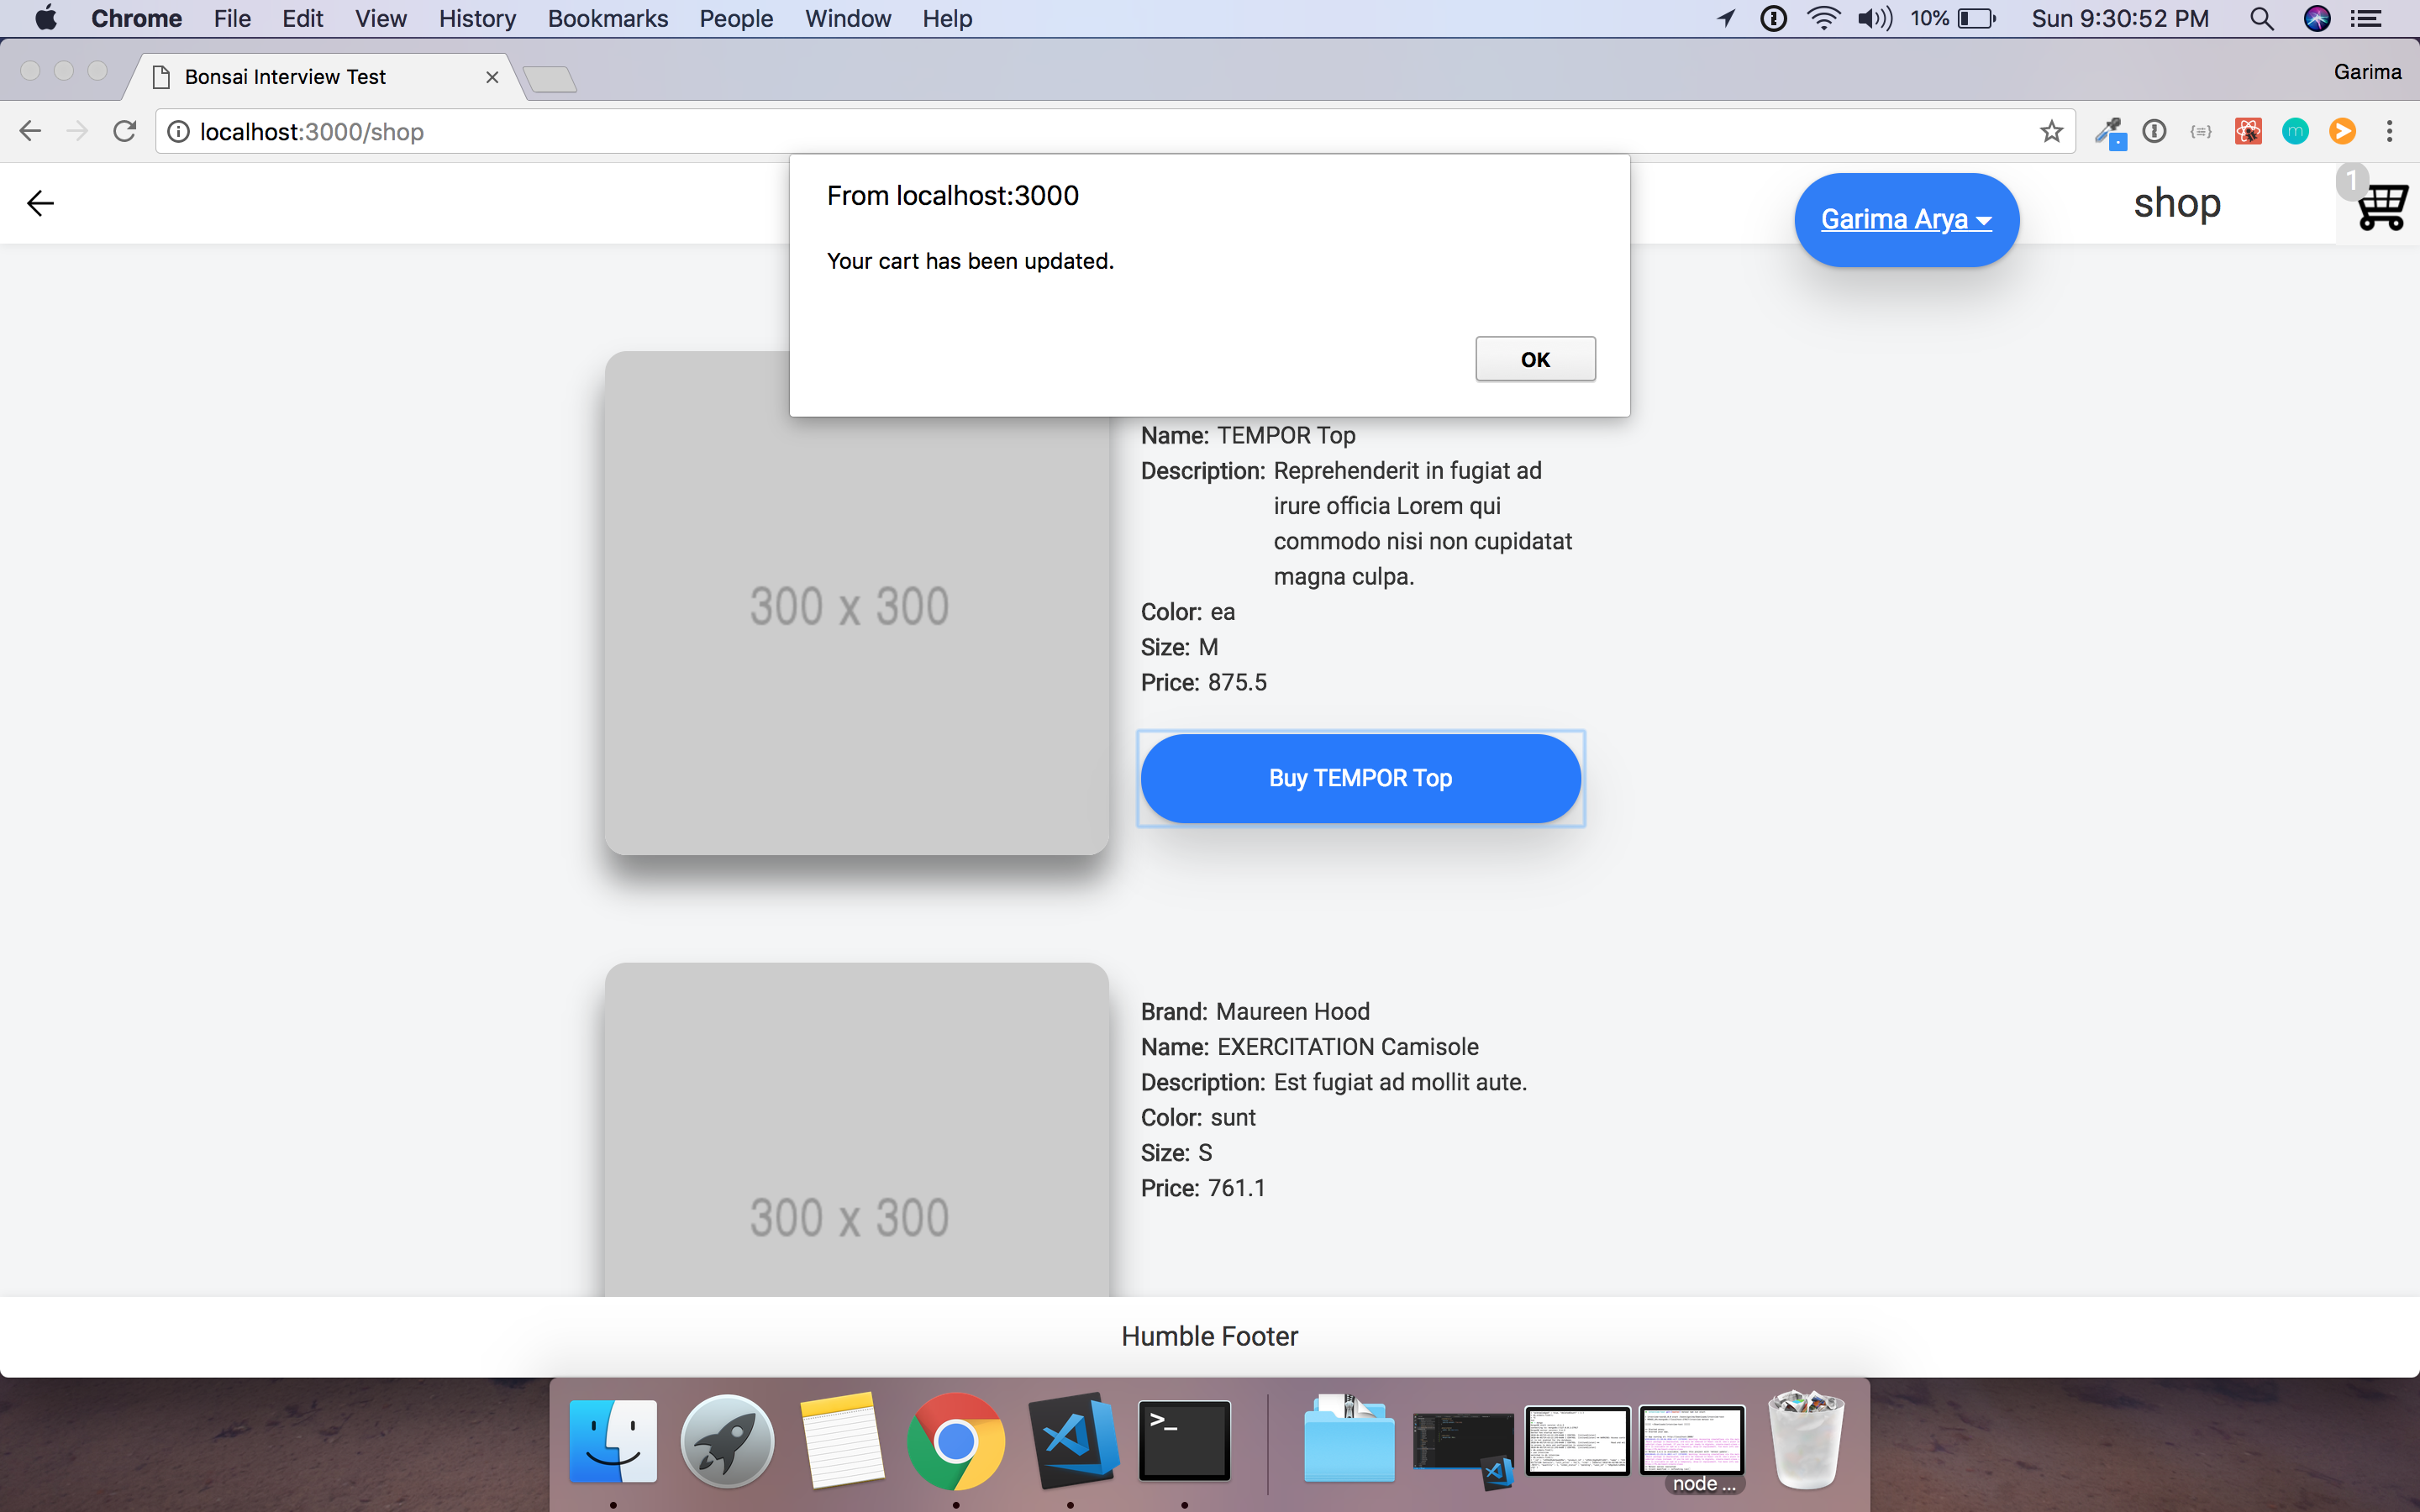 Chrome File Edit View History Bookmarks People Window Help 10% Sun 9:30:52 PM
Bonsai Interview Test
Garima
localhost:3000/shop
From localhost:3000
Your cart has been updated.
OK
Garima Arya
shop
1
300 x 300
Name: TEMPOR Top
Description: Reprehenderit in fugiat ad
irure officia Lorem qui
commodo nisi non cupidatat
magna culpa.
Color: ea
Size: M
Price: 875.5
Buy TEMPOR Top
300 x 300
Brand: Maureen Hood
Name: EXERCITATION Camisole
Description: Est fugiat ad mollit aute.
Color: sunt
Size: S
Price: 761.1
Humble Footer
node ...